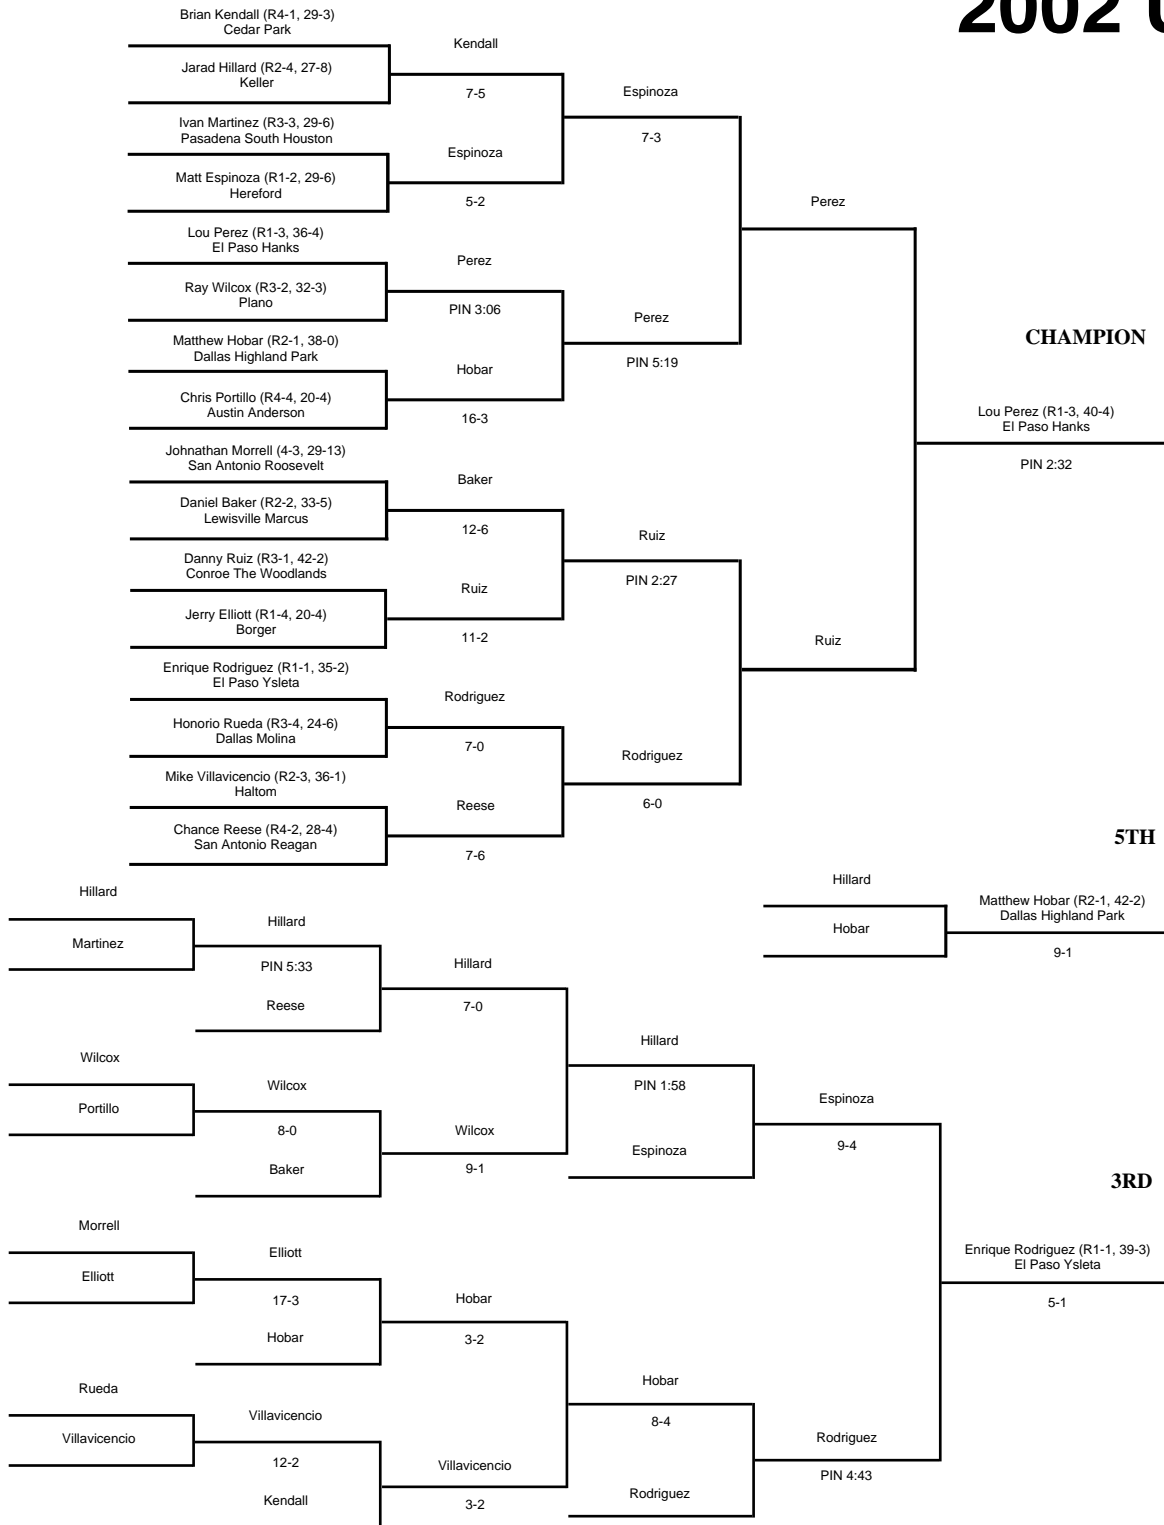 2002 U
Brian Kendall (R4-1, 29-3)
Cedar Park
Jarad Hillard (R2-4, 27-8)
Keller
Ivan Martinez (R3-3, 29-6)
Pasadena South Houston
Matt Espinoza (R1-2, 29-6)
Hereford
Lou Perez (R1-3, 36-4)
El Paso Hanks
Ray Wilcox (R3-2, 32-3)
Plano
Matthew Hobar (R2-1, 38-0)
Dallas Highland Park
Chris Portillo (R4-4, 20-4)
Austin Anderson
Johnathan Morrell (4-3, 29-13)
San Antonio Roosevelt
Daniel Baker (R2-2, 33-5)
Lewisville Marcus
Danny Ruiz (R3-1, 42-2)
Conroe The Woodlands
Jerry Elliott (R1-4, 20-4)
Borger
Enrique Rodriguez (R1-1, 35-2)
El Paso Ysleta
Honorio Rueda (R3-4, 24-6)
Dallas Molina
Mike Villavicencio (R2-3, 36-1)
Haltom
Chance Reese (R4-2, 28-4)
San Antonio Reagan
Kendall
7-5
Espinoza
5-2
Perez
PIN 3:06
Hobar
16-3
Baker
12-6
Ruiz
11-2
Rodriguez
7-0
Reese
7-6
Espinoza
7-3
Perez
PIN 5:19
Ruiz
PIN 2:27
Rodriguez
6-0
Perez
Ruiz
CHAMPION
Lou Perez (R1-3, 40-4)
El Paso Hanks
PIN 2:32
5TH
Hillard
Hobar
Matthew Hobar (R2-1, 42-2)
Dallas Highland Park
9-1
Hillard
Martinez
Wilcox
Portillo
Morrell
Elliott
Rueda
Villavicencio
Hillard
PIN 5:33
Reese
Wilcox
8-0
Baker
Elliott
17-3
Hobar
Villavicencio
12-2
Kendall
Hillard
7-0
Wilcox
9-1
Hobar
3-2
Villavicencio
3-2
Hillard
PIN 1:58
Espinoza
Hobar
8-4
Rodriguez
Espinoza
9-4
Rodriguez
PIN 4:43
3RD
Enrique Rodriguez (R1-1, 39-3)
El Paso Ysleta
5-1